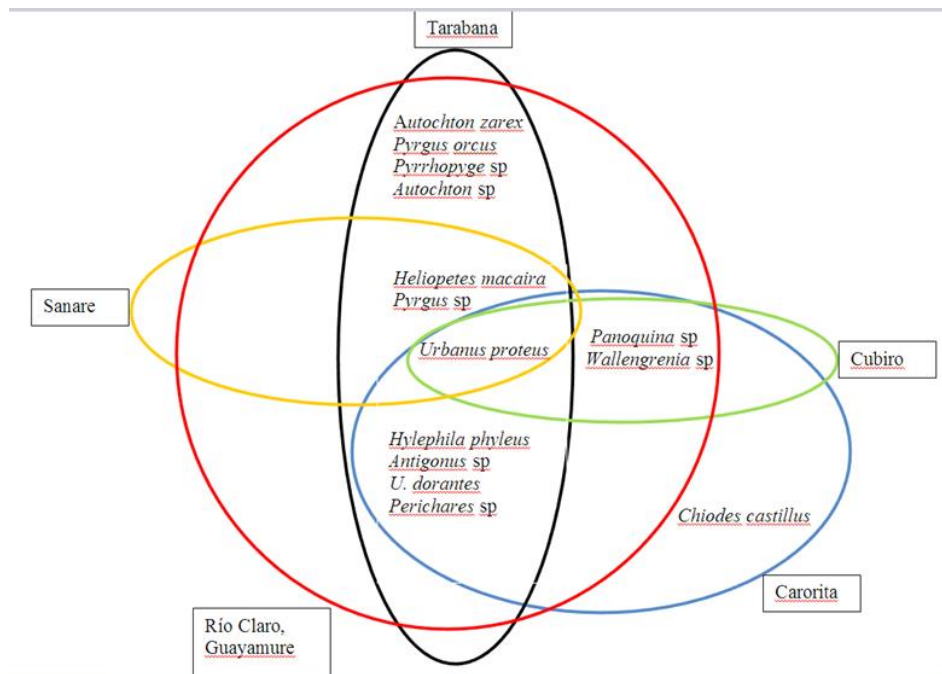 Tarabana
Autochton zarex
Pyrgus orcus
Pyrrhopyge sp
Autochton sp
Sanare
Heliopetes macaira
Pyrgus sp
Urbanus proteus
Panoquina sp
Wallengrenia sp
Cubiro
Hylephila phyleus
Antigonus sp
U. dorantes
Perichares sp
Chiodes castillus
Carorita
Río Claro,
Guayamure